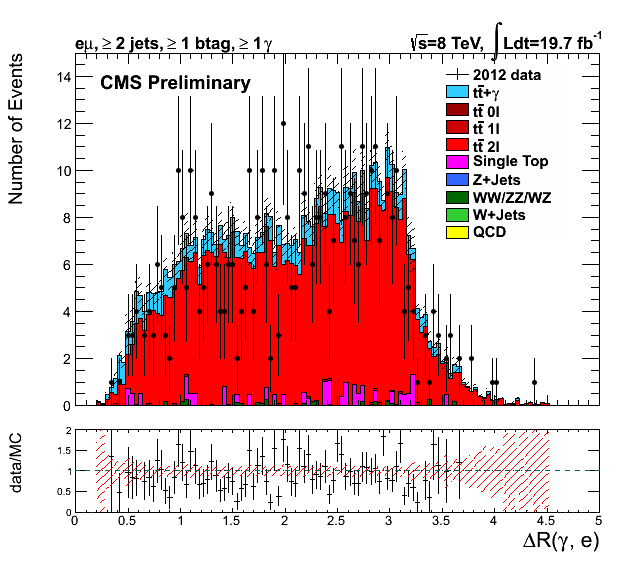 eμ, ≥ 2 jets, ≥ 1 btag, ≥ 1 γ
√s=8 TeV, ∫ Ldt=19.7 fb⁻¹
CMS Preliminary
2012 data
tt̄+γ
tt̄ 0l
tt̄ 1l
tt̄ 2l
Single Top
Z+Jets
WW/ZZ/WZ
W+Jets
QCD
Number of Events
14
12
10
8
6
4
2
0
data/MC
2
1.5
1
0.5
0
0 0.5 1 1.5 2 2.5 3 3.5 4 4.5 5
ΔR(γ, e)